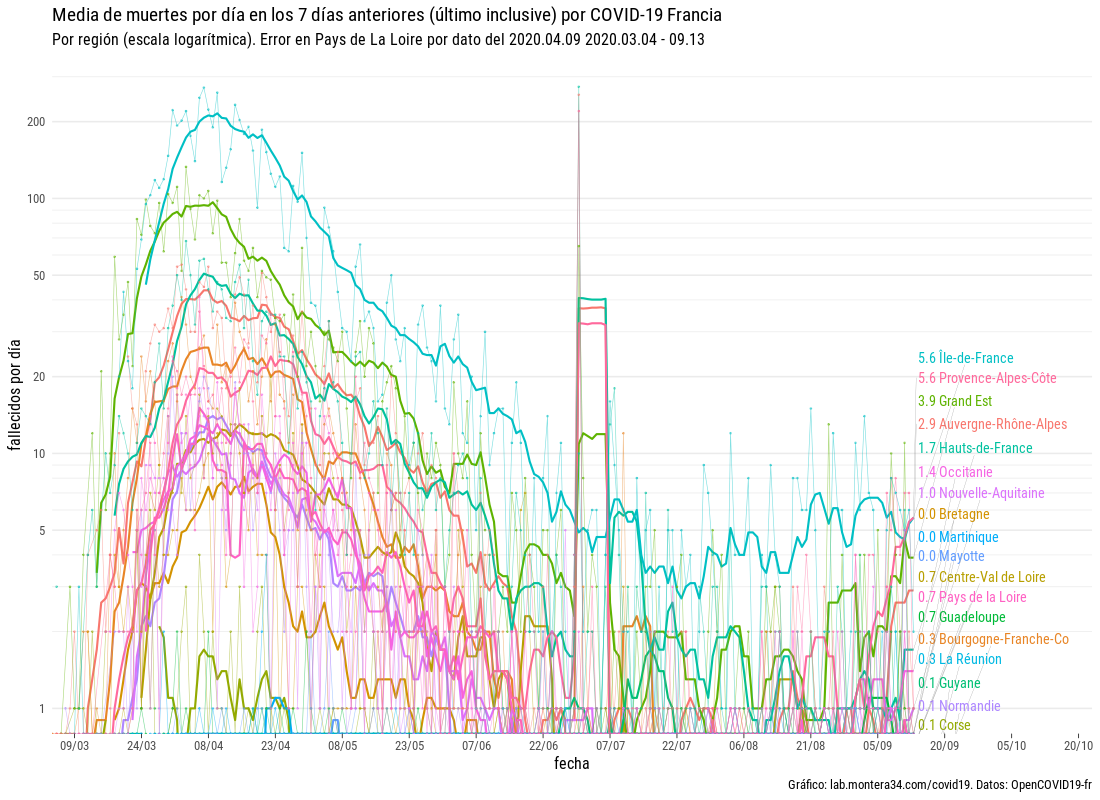 Media de muertes por día en los 7 días anteriores (último inclusive) por COVID-19 Francia
Por región (escala logarítmica). Error en Pays de La Loire por dato del 2020.04.09 2020.03.04 - 09.13
fallecidos por día
200
100
50
20
10
5
1
5.6 Île-de-France
5.6 Provence-Alpes-Côte
3.9 Grand Est
2.9 Auvergne-Rhône-Alpes
1.7 Hauts-de-France
1.4 Occitanie
1.0 Nouvelle-Aquitaine
0.0 Bretagne
0.0 Martinique
0.0 Mayotte
0.7 Centre-Val de Loire
0.7 Pays de la Loire
0.7 Guadeloupe
0.3 Bourgogne-Franche-Co
0.3 La Réunion
0.1 Guyane
0.1 Normandie
0.1 Corse
09/03 24/03 08/04 23/04 08/05 23/05 07/06 22/06 07/07 22/07 06/08 21/08 05/09 20/09 05/10 20/10
fecha
Gráfico: lab.montera34.com/covid19. Datos: OpenCOVID19-fr